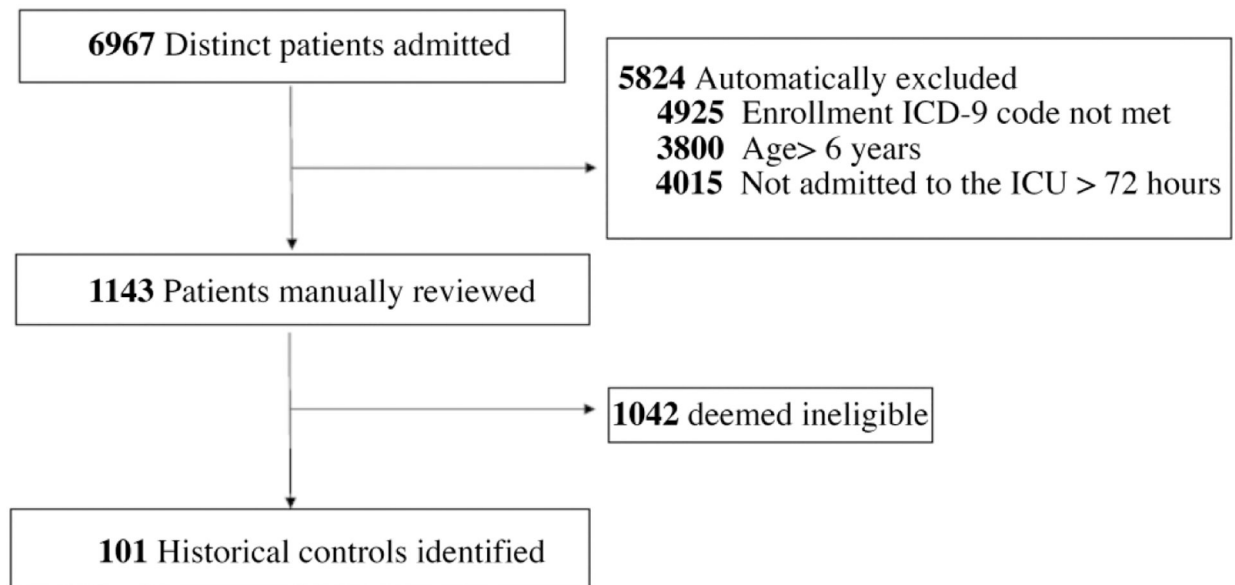 6967 Distinct patients admitted
5824 Automatically excluded
4925 Enrollment ICD-9 code not met
3800 Age> 6 years
4015 Not admitted to the ICU > 72 hours
1143 Patients manually reviewed
1042 deemed ineligible
101 Historical controls identified